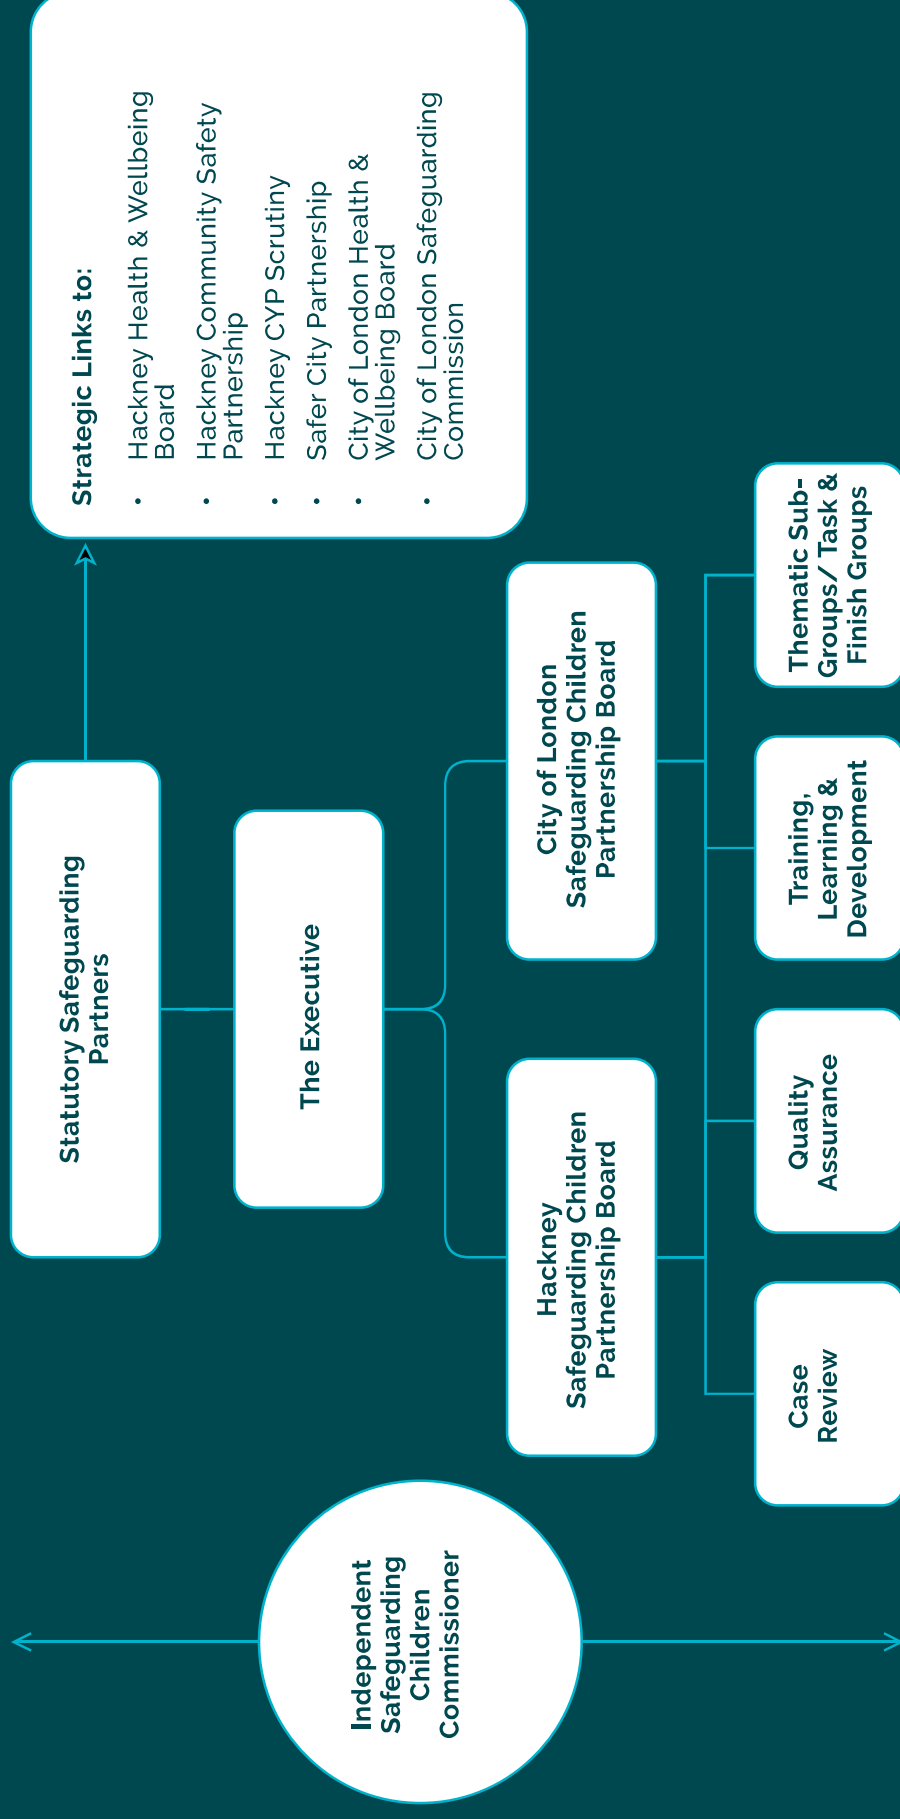 Statutory Safeguarding
Partners
Strategic Links to:
• Hackney Health & Wellbeing
Board
• Hackney Community Safety
Partnership
• Hackney CYP Scrutiny
• Safer City Partnership
• City of London Health &
Wellbeing Board
• City of London Safeguarding
Commission
The Executive
Independent
Safeguarding
Children
Commissioner
Hackney
Safeguarding Children
Partnership Board
City of London
Safeguarding Children
Partnership Board
Case
Review
Quality
Assurance
Training,
Learning &
Development
Thematic Sub-
Groups/ Task &
Finish Groups